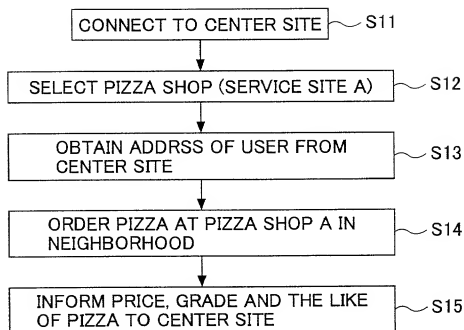 CONNECT TO CENTER SITE S11
SELECT PIZZA SHOP (SERVICE SITE A) S12
OBTAIN ADDRSS OF USER FROM
CENTER SITE
S13
ORDER PIZZA AT PIZZA SHOP A IN
NEIGHBORHOOD
S14
INFORM PRICE, GRADE AND THE LIKE
OF PIZZA TO CENTER SITE
S15